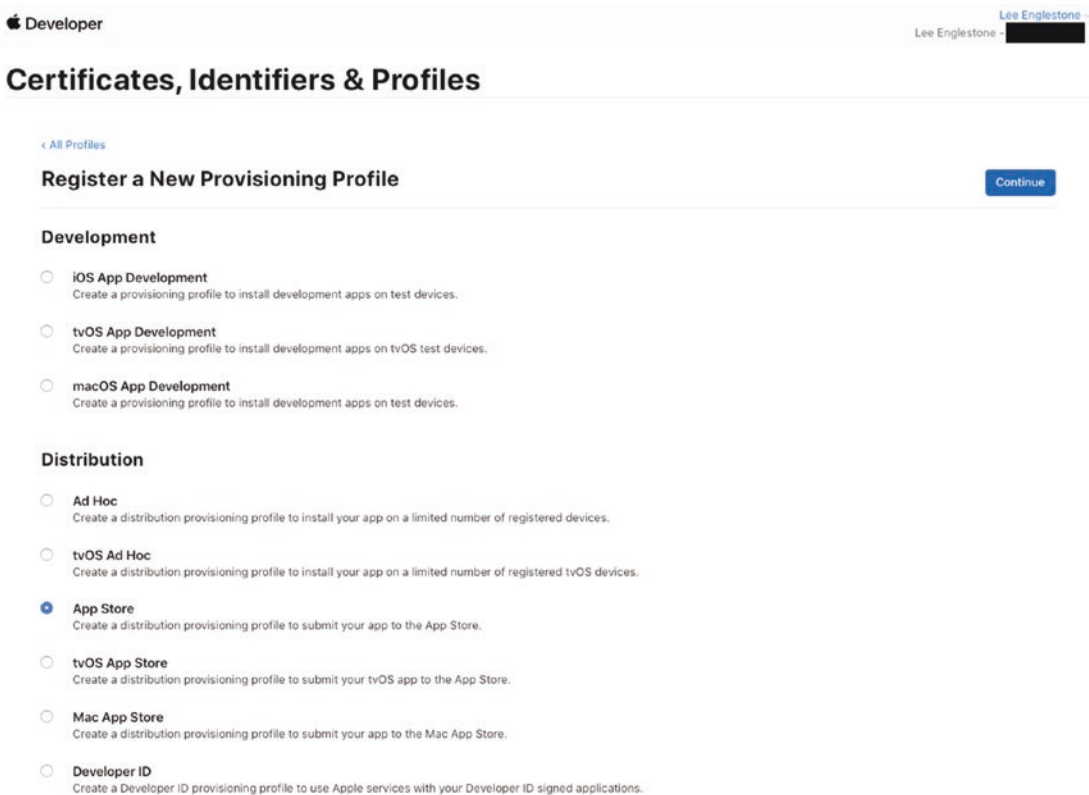 Developer
Lee Englestone
Lee Englestone -
Certificates, Identifiers & Profiles
‹ All Profiles
Register a New Provisioning Profile
Continue
Development
iOS App Development
Create a provisioning profile to install development apps on test devices.
tvOS App Development
Create a provisioning profile to install development apps on tvOS test devices.
macOS App Development
Create a provisioning profile to install development apps on test devices.
Distribution
Ad Hoc
Create a distribution provisioning profile to install your app on a limited number of registered devices.
tvOS Ad Hoc
Create a distribution provisioning profile to install your app on a limited number of registered tvOS devices.
App Store
Create a distribution provisioning profile to submit your app to the App Store.
tvOS App Store
Create a distribution provisioning profile to submit your tvOS app to the App Store.
Mac App Store
Create a distribution provisioning profile to submit your app to the Mac App Store.
Developer ID
Create a Developer ID provisioning profile to use Apple services with your Developer ID signed applications.